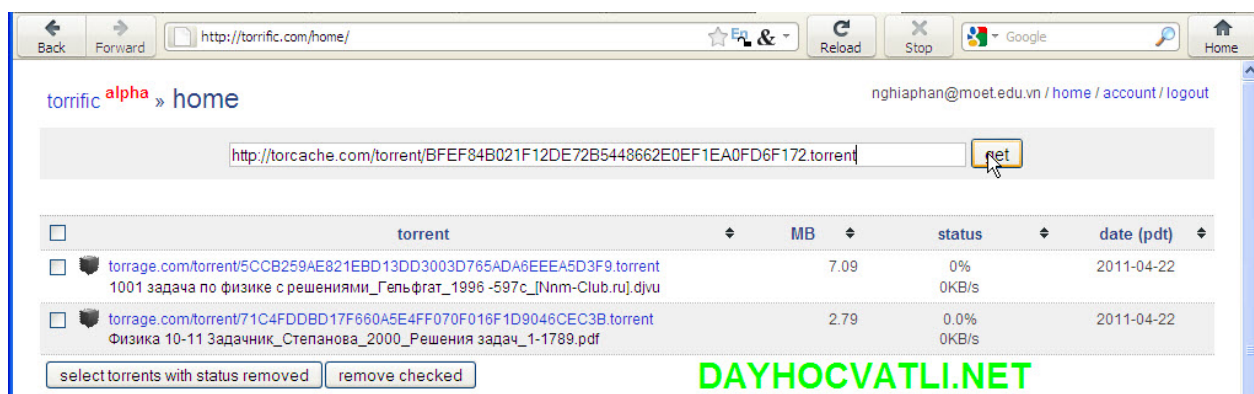 Back Forward http://torrific.com/home/ Reload Stop Google Home
torrific alpha » home nghiaphan@moet.edu.vn / home / account / logout
http://torcache.com/torrent/BFEF84B021F12DE72B5448662E0EF1EA0FD6F172.torrent get
torrent MB status date (pdt)
torrage.com/torrent/5CCB259AE821EBD13DD3003D765ADA6EEEA5D3F9.torrent 7.09 0% 2011-04-22
1001 задача по физике с решениями_Гельфгат_1996 -597с_[Nnm-Club.ru].djvu 0KB/s
torrage.com/torrent/71C4FDDBD17F660A5E4FF070F016F1D9046CEC3B.torrent 2.79 0.0% 2011-04-22
Физика 10-11 Задачник_Степанова_2000_Решения задач_1-1789.pdf 0KB/s
select torrents with status removed remove checked DAYHOCVATLI.NET